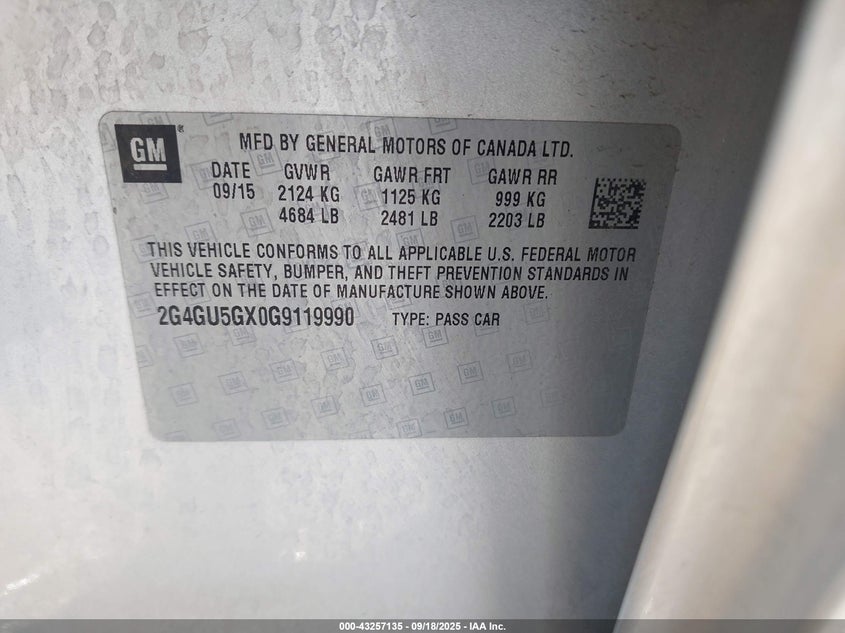 GM®
MFD BY GENERAL MOTORS OF CANADA LTD.
DATE GVWR GAWR FRT GAWR RR
09/15 2124 KG 1125 KG 999 KG
4684 LB 2481 LB 2203 LB
THIS VEHICLE CONFORMS TO ALL APPLICABLE U.S. FEDERAL MOTOR
VEHICLE SAFETY, BUMPER, AND THEFT PREVENTION STANDARDS IN
EFFECT ON THE DATE OF MANUFACTURE SHOWN ABOVE.
2G4GU5GX0G9119990 TYPE: PASS CAR
000-43257135 - 09/18/2025 - IAA Inc.